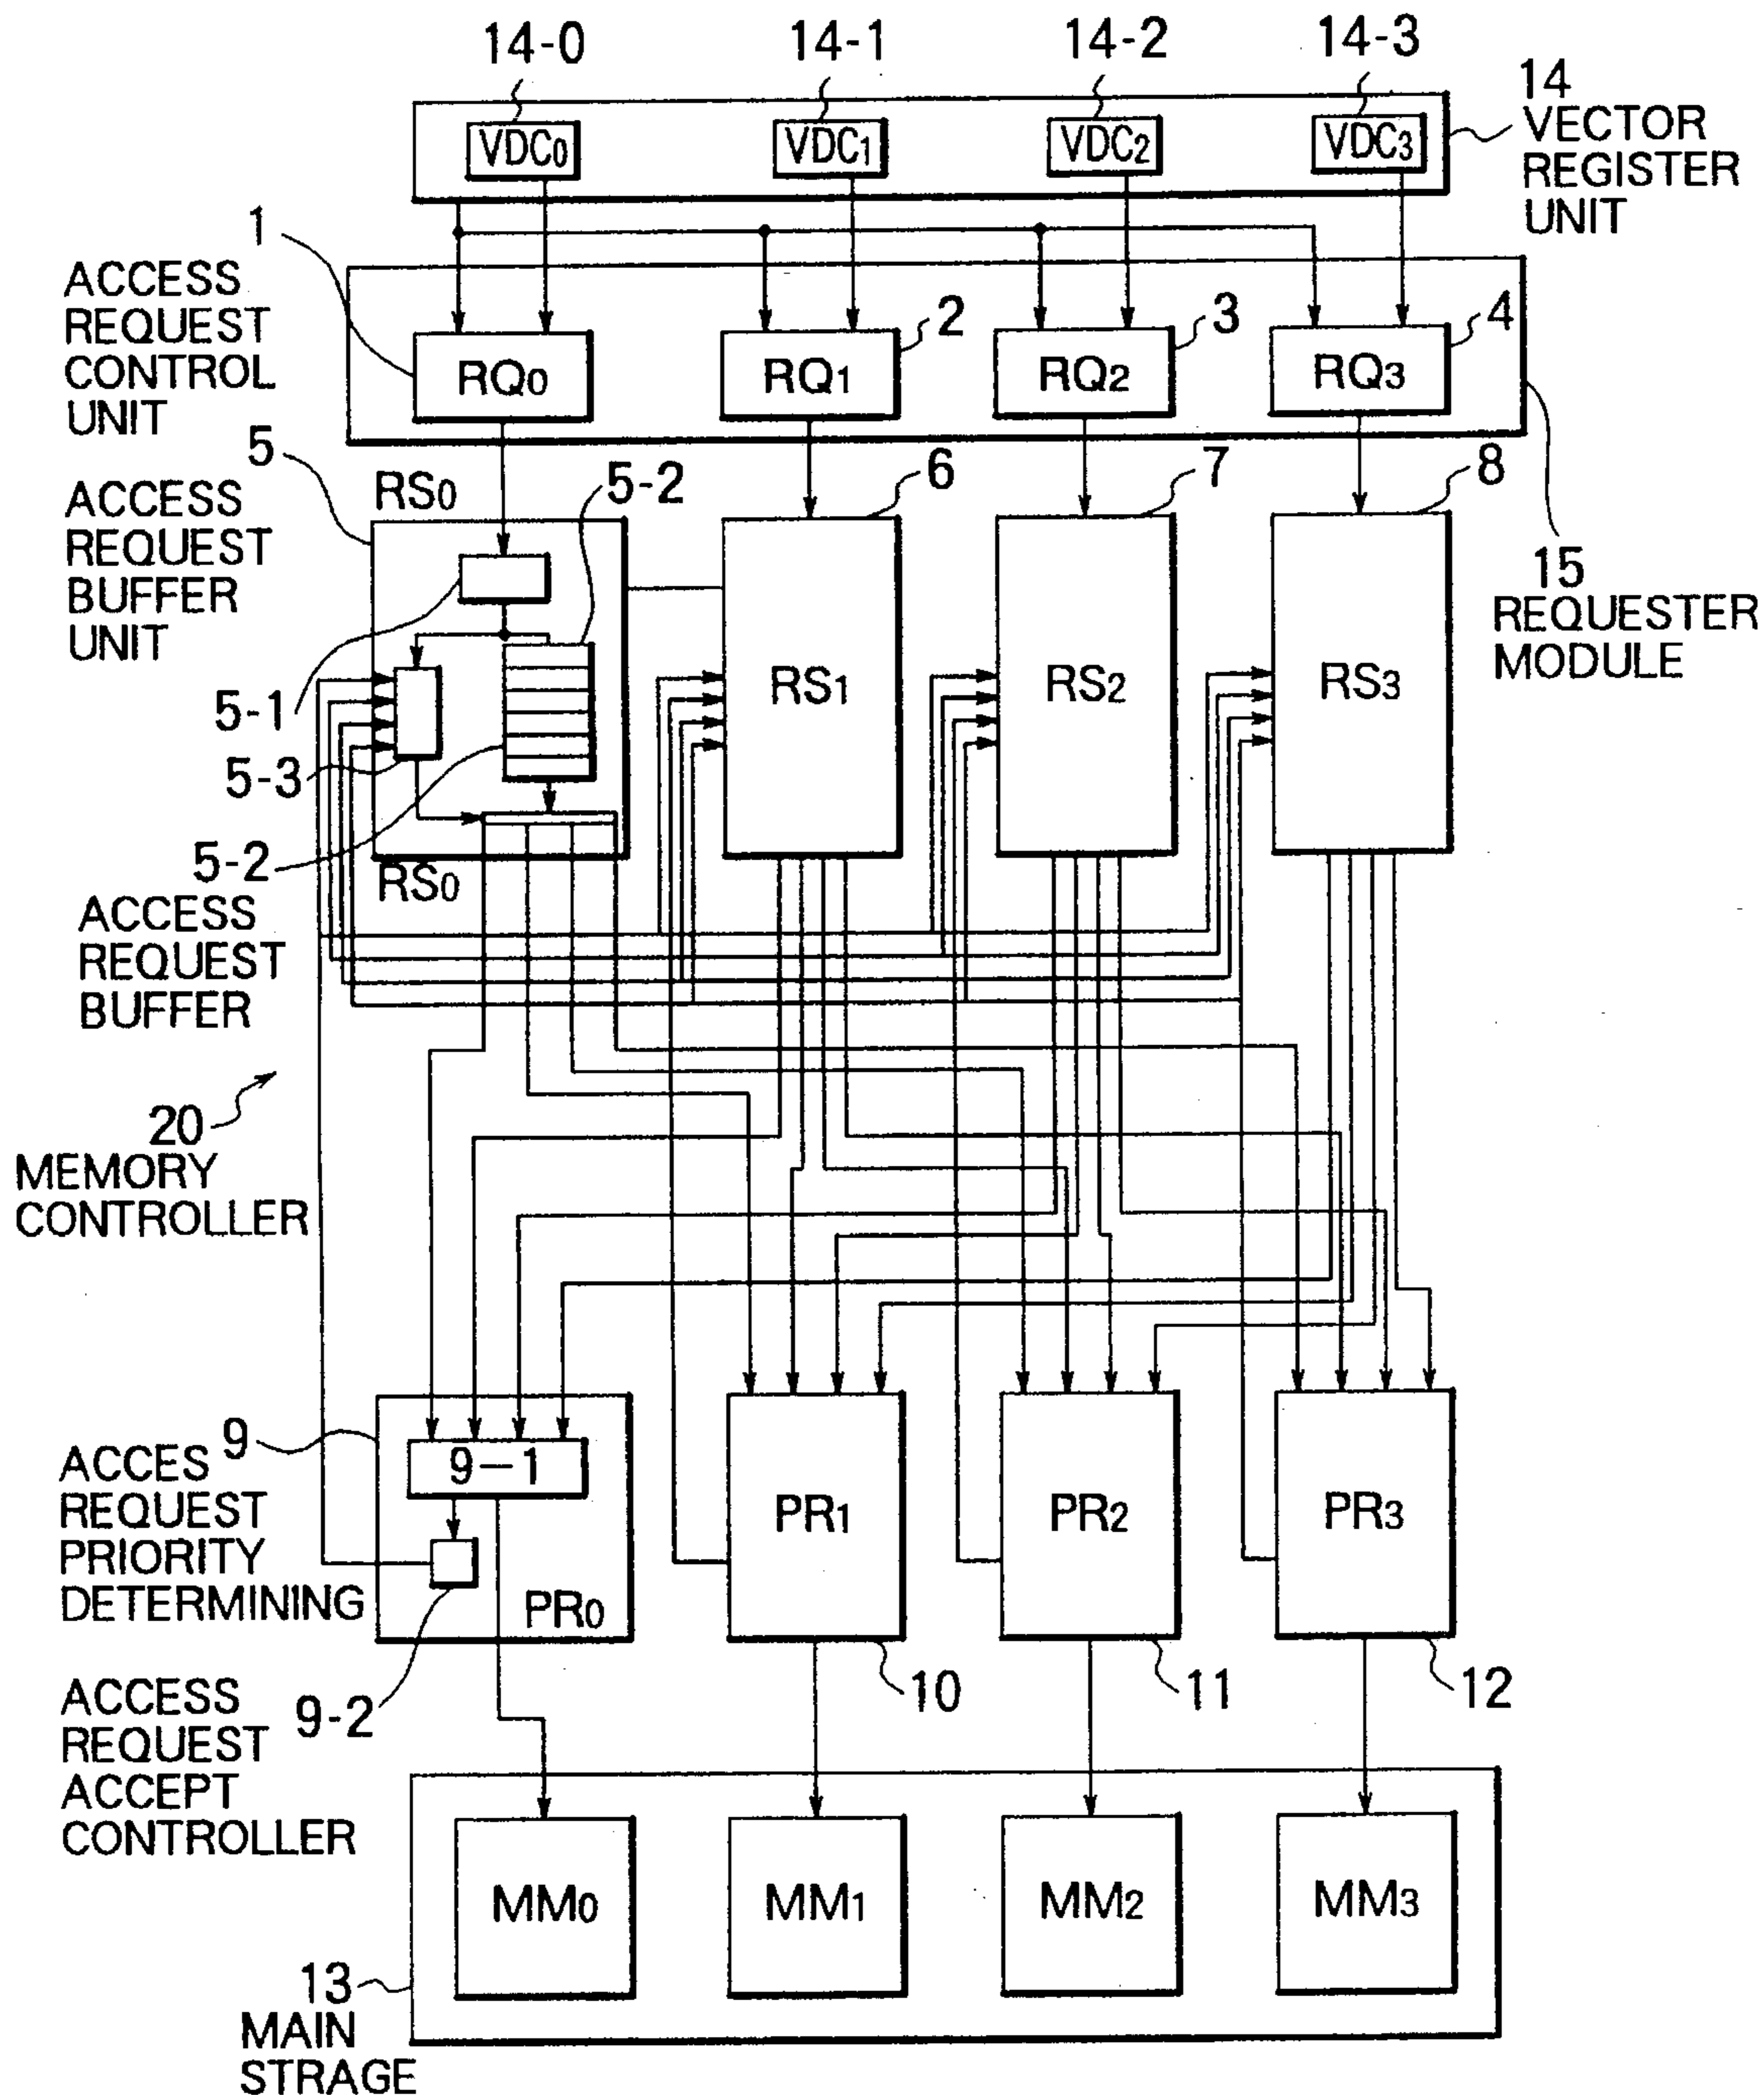 14-0
14-1
14-2
14-3
14
VECTOR
REGISTER
UNIT
VDC0
VDC1
VDC2
VDC3
1
ACCESS
REQUEST
CONTROL
UNIT
2
3
4
RQ0
RQ1
RQ2
RQ3
5
ACCESS
REQUEST
BUFFER
UNIT
RS0
5-2
6
7
8
15
REQUESTER
MODULE
5-1
5-3
RS1
RS2
RS3
5-2
RS0
ACCESS
REQUEST
BUFFER
20
MEMORY
CONTROLLER
9
ACCES
REQUEST
PRIORITY
DETERMINING
9-1
PR0
PR1
PR2
PR3
9-2
10
11
12
ACCESS
REQUEST
ACCEPT
CONTROLLER
MM0
MM1
MM2
MM3
13
MAIN
STRAGE